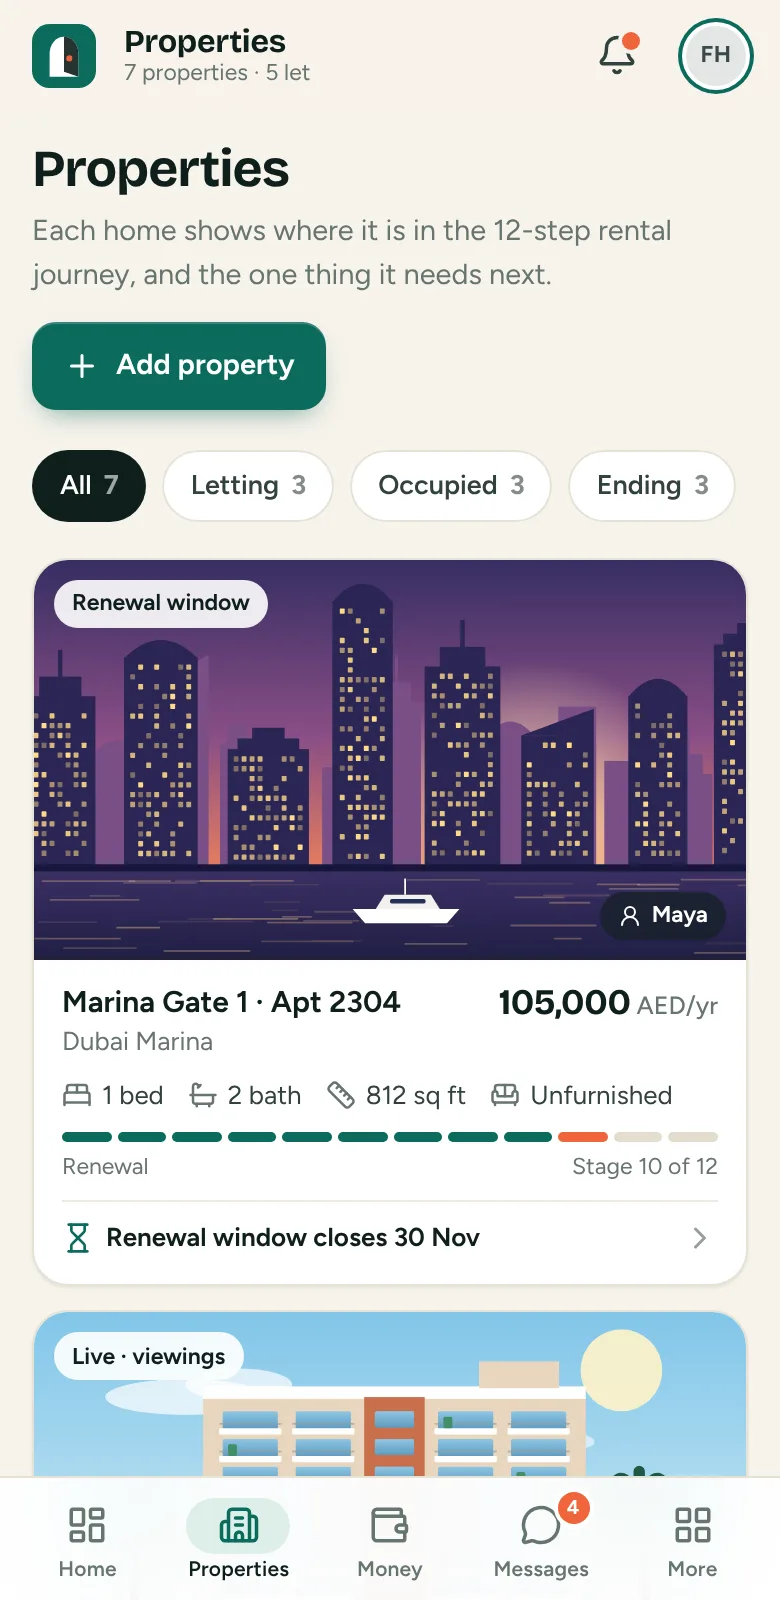 Properties
7 properties · 5 let
FH
Properties
Each home shows where it is in the 12-step rental
journey, and the one thing it needs next.
Add property
All 7
Letting 3
Occupied 3
Ending 3
Renewal window
Maya
Marina Gate 1 · Apt 2304
105,000 AED/yr
Dubai Marina
1 bed
2 bath
812 sq ft
Unfurnished
Renewal
Stage 10 of 12
Renewal window closes 30 Nov
Live · viewings
4
Home
Properties
Money
Messages
More